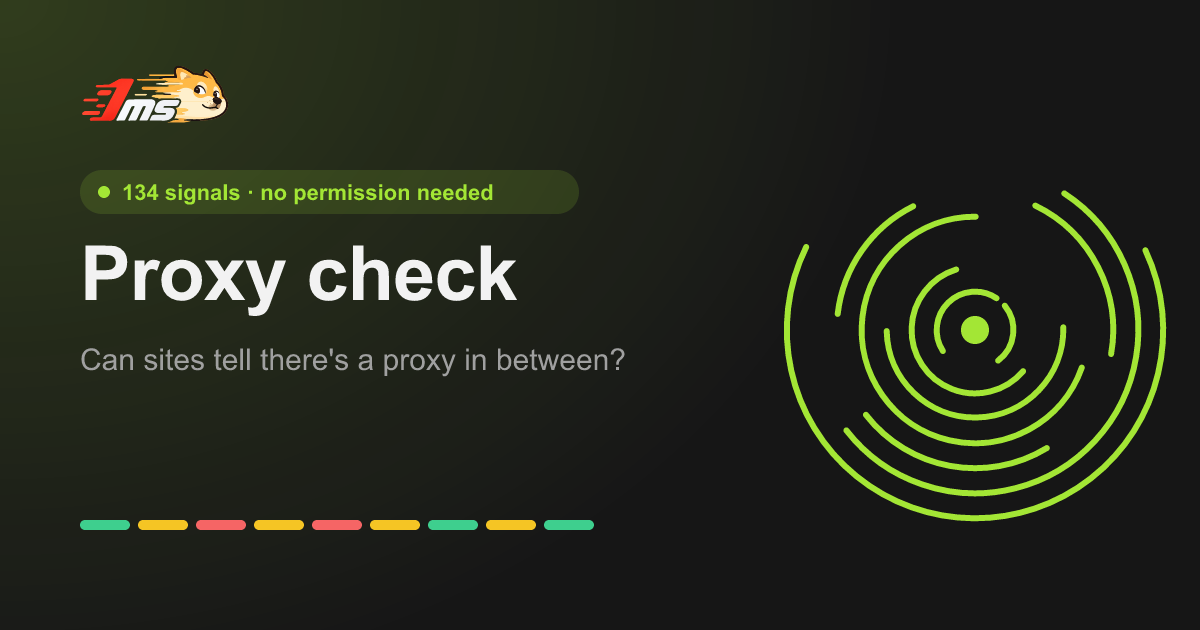 1ms
134 signals · no permission needed
Proxy check
Can sites tell there's a proxy in between?